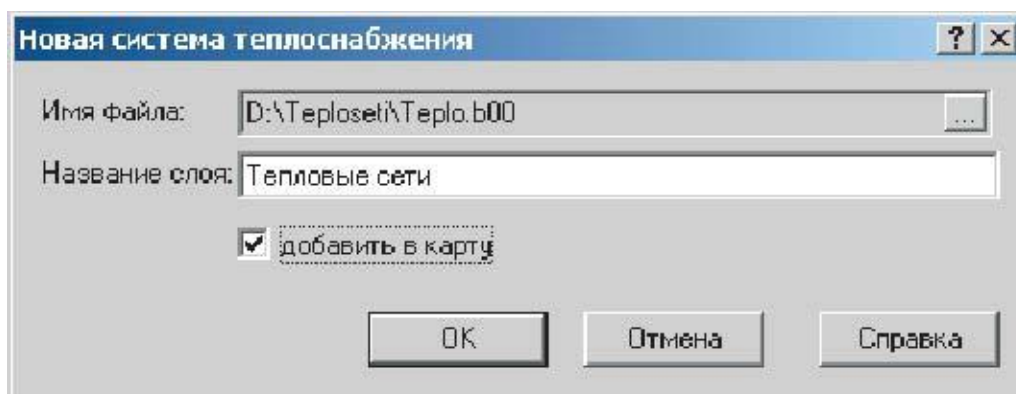 Новая система теплоснабжения
Имя файла: D:\Teploseti\Teplo.b00 ...
Название слоя: Тепловые сети
добавить в карту
OK Отмена Справка